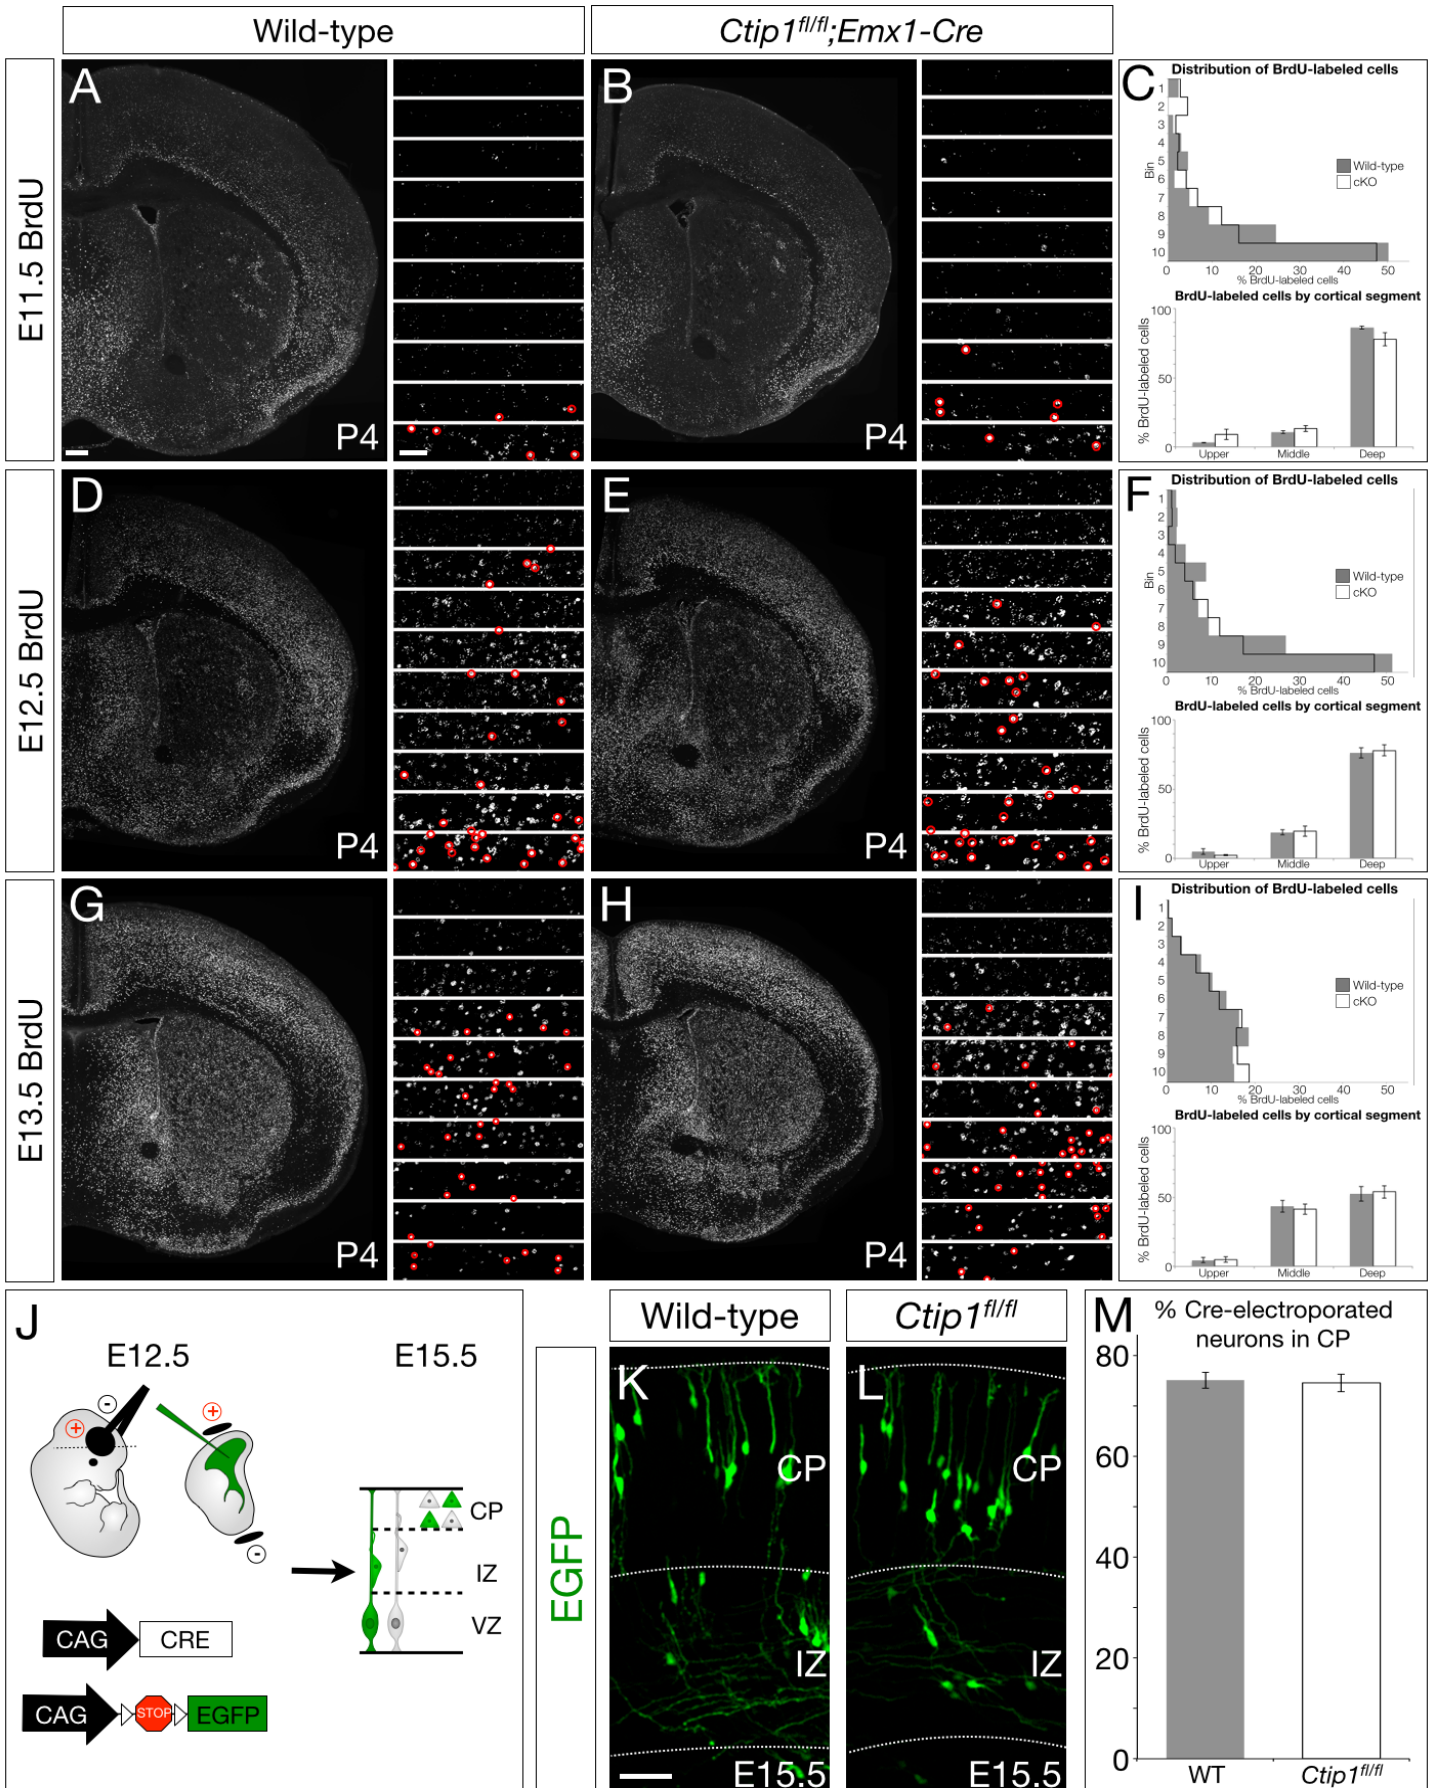 Wild-type
Ctip1fl/fl;Emx1-Cre
E11.5 BrdU
A
P4
B
P4
C
Distribution of BrdU-labeled cells
Bin
1
2
3
4
5
6
7
8
9
10
Wild-type
cKO
0 10 20 30 40 50
% BrdU-labeled cells
BrdU-labeled cells by cortical segment
% BrdU-labeled cells
100
50
0
Upper Middle Deep
E12.5 BrdU
D
P4
E
P4
F
Distribution of BrdU-labeled cells
Bin
1
2
3
4
5
6
7
8
9
10
Wild-type
cKO
0 10 20 30 40 50
% BrdU-labeled cells
BrdU-labeled cells by cortical segment
% BrdU-labeled cells
100
50
0
Upper Middle Deep
E13.5 BrdU
G
P4
H
P4
I
Distribution of BrdU-labeled cells
1
2
3
4
5
6
7
8
9
10
Wild-type
cKO
0 10 20 30 40 50
% BrdU-labeled cells
BrdU-labeled cells by cortical segment
% BrdU-labeled cells
100
50
0
Upper Middle Deep
J
E12.5 E15.5
CP
IZ
VZ
CAG CRE
CAG STOP EGFP
EGFP
Wild-type
Ctip1fl/fl
K
CP
IZ
E15.5
L
CP
IZ
E15.5
M
% Cre-electroporated
neurons in CP
80
60
40
20
0
WT Ctip1fl/fl